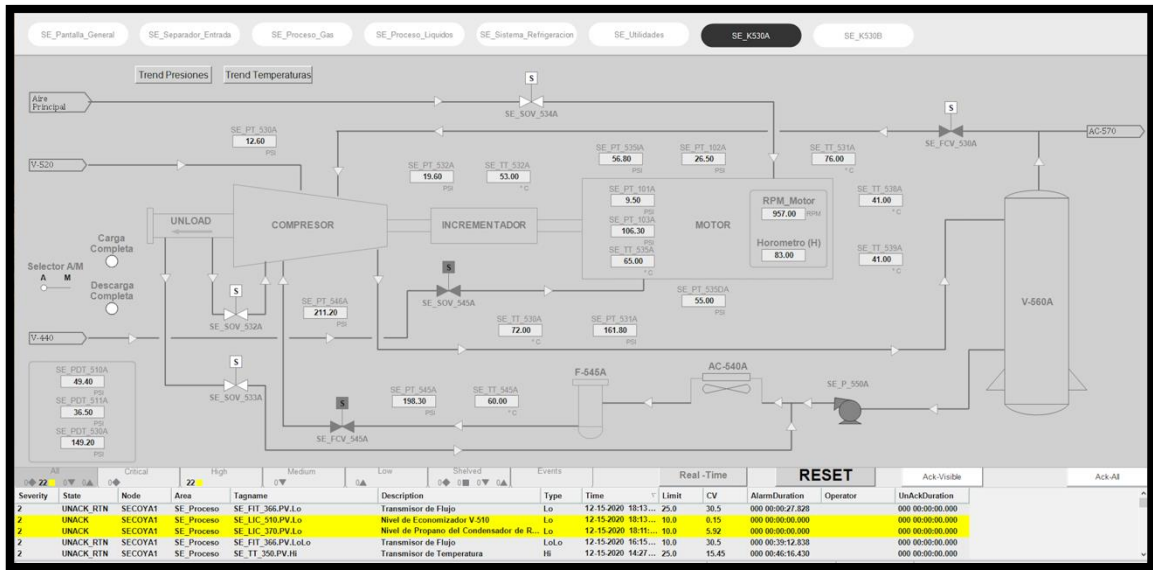 SE_Pantalla_General SE_Separador_Entrada SE_Proceso_Gas SE_Proceso_Liquidos SE_Sistema_Refrigeracion SE_Utilidades SE_K530A SE_K530B
Trend Presiones Trend Temperaturas
S
Aire
Principal
SE_SOV_534A
S
AC-570
SE_FCV_530A
SE_PT_530A
12.60
PSI
V-520
SE_PT_532A
19.60
PSI
SE_TT_532A
53.00
°C
SE_PT_535IA
56.80
PSI
SE_PT_102A
26.50
PSI
SE_TT_531A
76.00
°C
SE_PT_101A
9.50
PSI
SE_PT_103A
106.30
PSI
SE_TT_535A
65.00
°C
MOTOR
RPM_Motor
957.00 RPM
Horometro (H)
83.00
SE_TT_538A
41.00
°C
SE_TT_539A
41.00
°C
UNLOAD
COMPRESOR
INCREMENTADOR
Carga
Completa
Selector A/M
A M
Descarga
Completa
S
SE_SOV_532A
SE_PT_546A
211.20
PSI
S
SE_SOV_545A
SE_PT_535DA
55.00
PSI
V-560A
V-440
SE_TT_530A
72.00
°C
SE_PT_531A
161.80
PSI
SE_PDT_510A
49.40
PSI
SE_PDT_511A
36.50
PSI
SE_PDT_530A
149.20
PSI
S
SE_SOV_533A
SE_PT_545A
198.30
PSI
SE_TT_545A
60.00
°C
S
SE_FCV_545A
F-545A
AC-540A
SE_P_550A
All Critical High Medium Low Shelved Events
0 22 0 0 0 22 0 0 0 0 0 0
Real -Time RESET Ack-Visible Ack-All
Severity State Node Area Tagname Description Type Time Limit CV AlarmDuration Operator UnAckDuration
2 UNACK_RTN SECOYA1 SE_Proceso SE_FIT_366.PV.Lo Transmisor de Flujo Lo 12-15-2020 18:13... 25.0 30.5 000 00:00:27.828 000 00:00:00.000
2 UNACK SECOYA1 SE_Proceso SE_LIC_510.PV.Lo Nivel de Economizador V-510 Lo 12-15-2020 18:13... 10.0 0.15 000 00:00:00.000 000 00:00:00.000
2 UNACK SECOYA1 SE_Proceso SE_LIC_370.PV.Lo Nivel de Propano del Condensador de R... Lo 12-15-2020 18:11:... 10.0 5.92 000 00:00:00.000 000 00:00:00.000
2 UNACK_RTN SECOYA1 SE_Proceso SE_FIT_366.PV.LoLo Transmisor de Flujo LoLo 12-15-2020 16:15... 10.0 30.5 000 00:39:12.838 000 00:00:00.000
2 UNACK_RTN SECOYA1 SE_Proceso SE_TT_350.PV.Hi Transmisor de Temperatura Hi 12-15-2020 14:27... 25.0 15.45 000 00:46:16.430 000 00:00:00.000